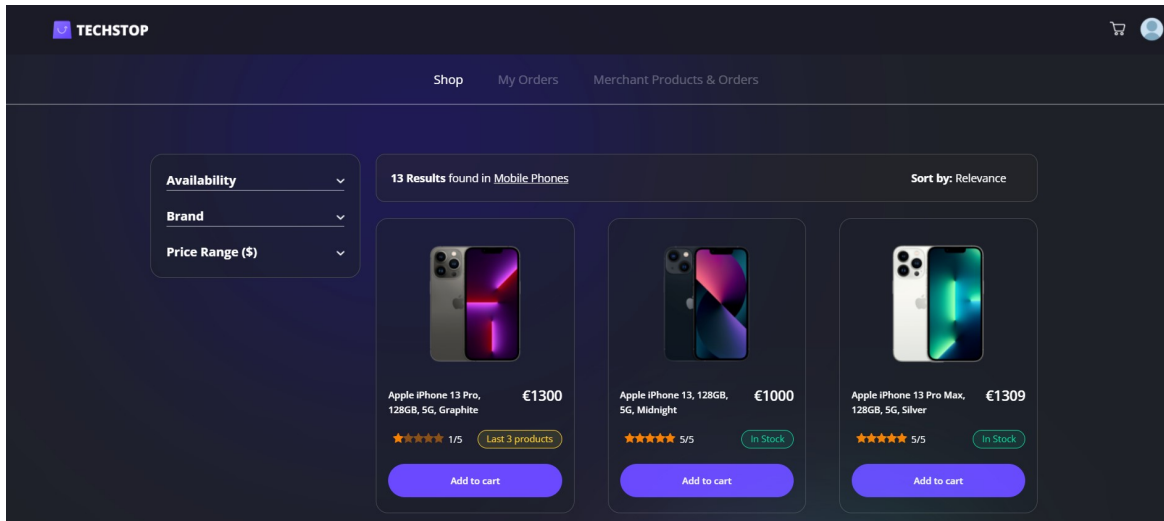 TECHSTOP
Shop My Orders Merchant Products & Orders
Availability
Brand
Price Range ($)
13 Results found in Mobile Phones Sort by: Relevance
Apple iPhone 13 Pro,
128GB, 5G, Graphite
€1300
1/5
Last 3 products
Add to cart
Apple iPhone 13, 128GB,
5G, Midnight
€1000
5/5
In Stock
Add to cart
Apple iPhone 13 Pro Max,
128GB, 5G, Silver
€1309
5/5
In Stock
Add to cart